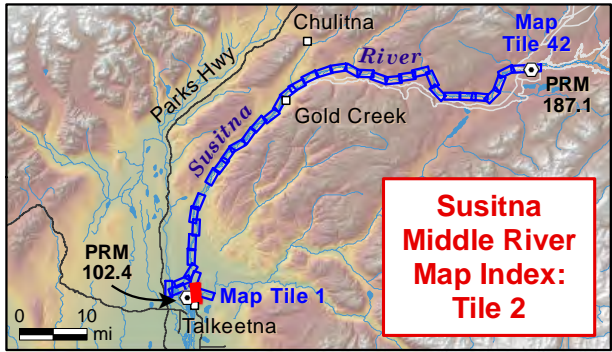 Chulitna
Map
Tile 42
River
Parks Hwy
PRM
187.1
Gold Creek
Susitna
PRM
102.4
Map Tile 1
Talkeetna
0 10
mi
Susitna
Middle River
Map Index:
Tile 2